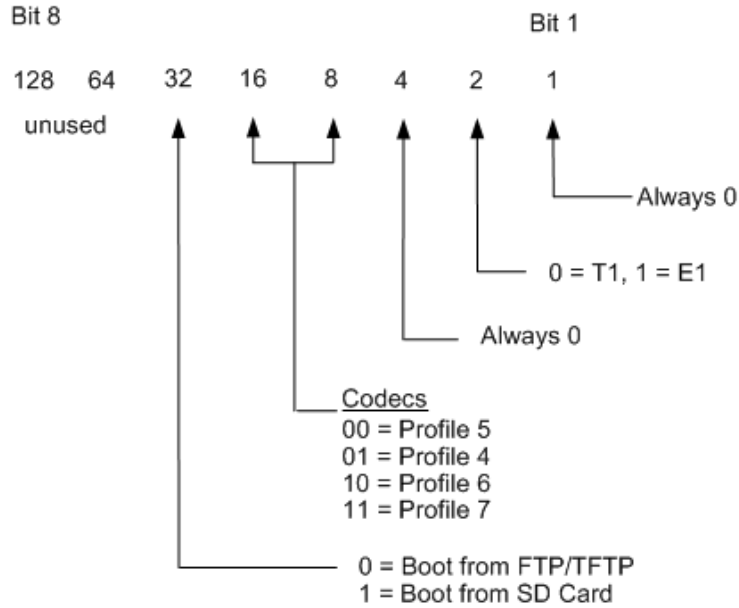 Bit 8
Bit 1
128 64 32 16 8 4 2 1
unused
Always 0
0 = T1, 1 = E1
Always 0
Codecs
00 = Profile 5
01 = Profile 4
10 = Profile 6
11 = Profile 7
0 = Boot from FTP/TFTP
1 = Boot from SD Card